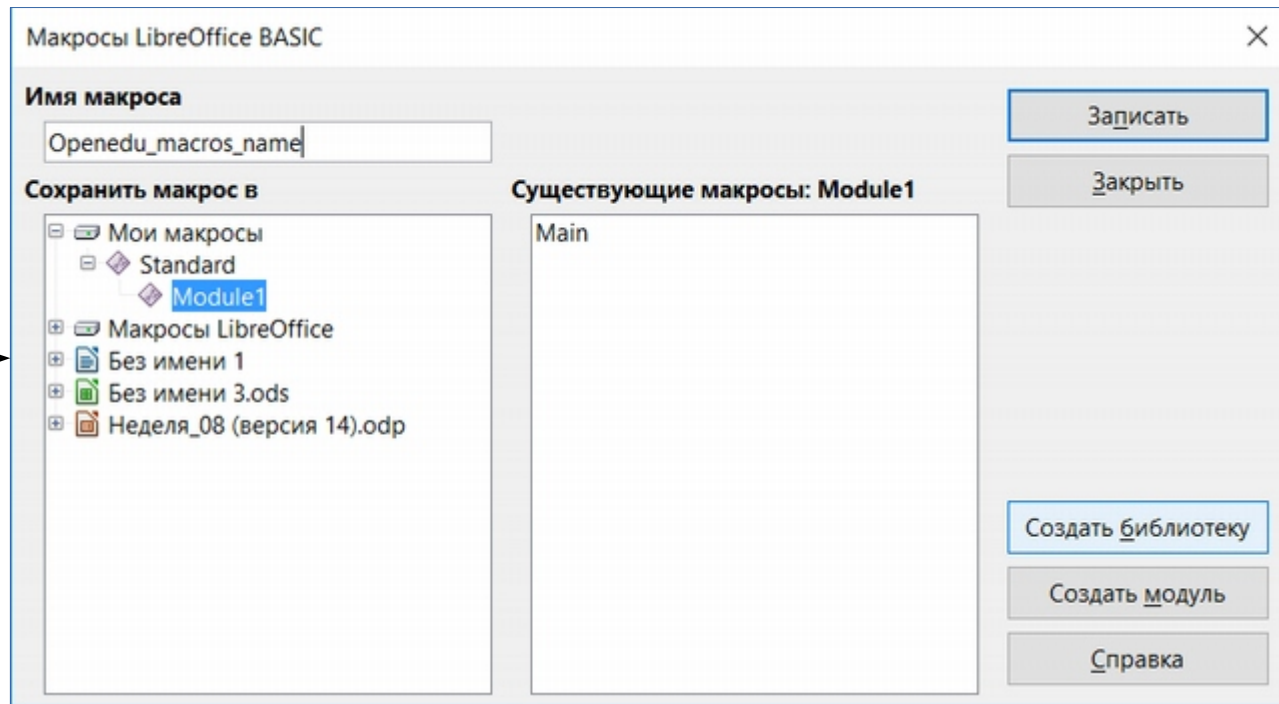 Макросы LibreOffice BASIC
Имя макроса
Openedu_macros_name
Записать
Закрыть
Сохранить макрос в
Существующие макросы: Module1
Мои макросы
Standard
Module1
Макросы LibreOffice
Без имени 1
Без имени 3.ods
Неделя_08 (версия 14).odp
Main
Создать библиотеку
Создать модуль
Справка